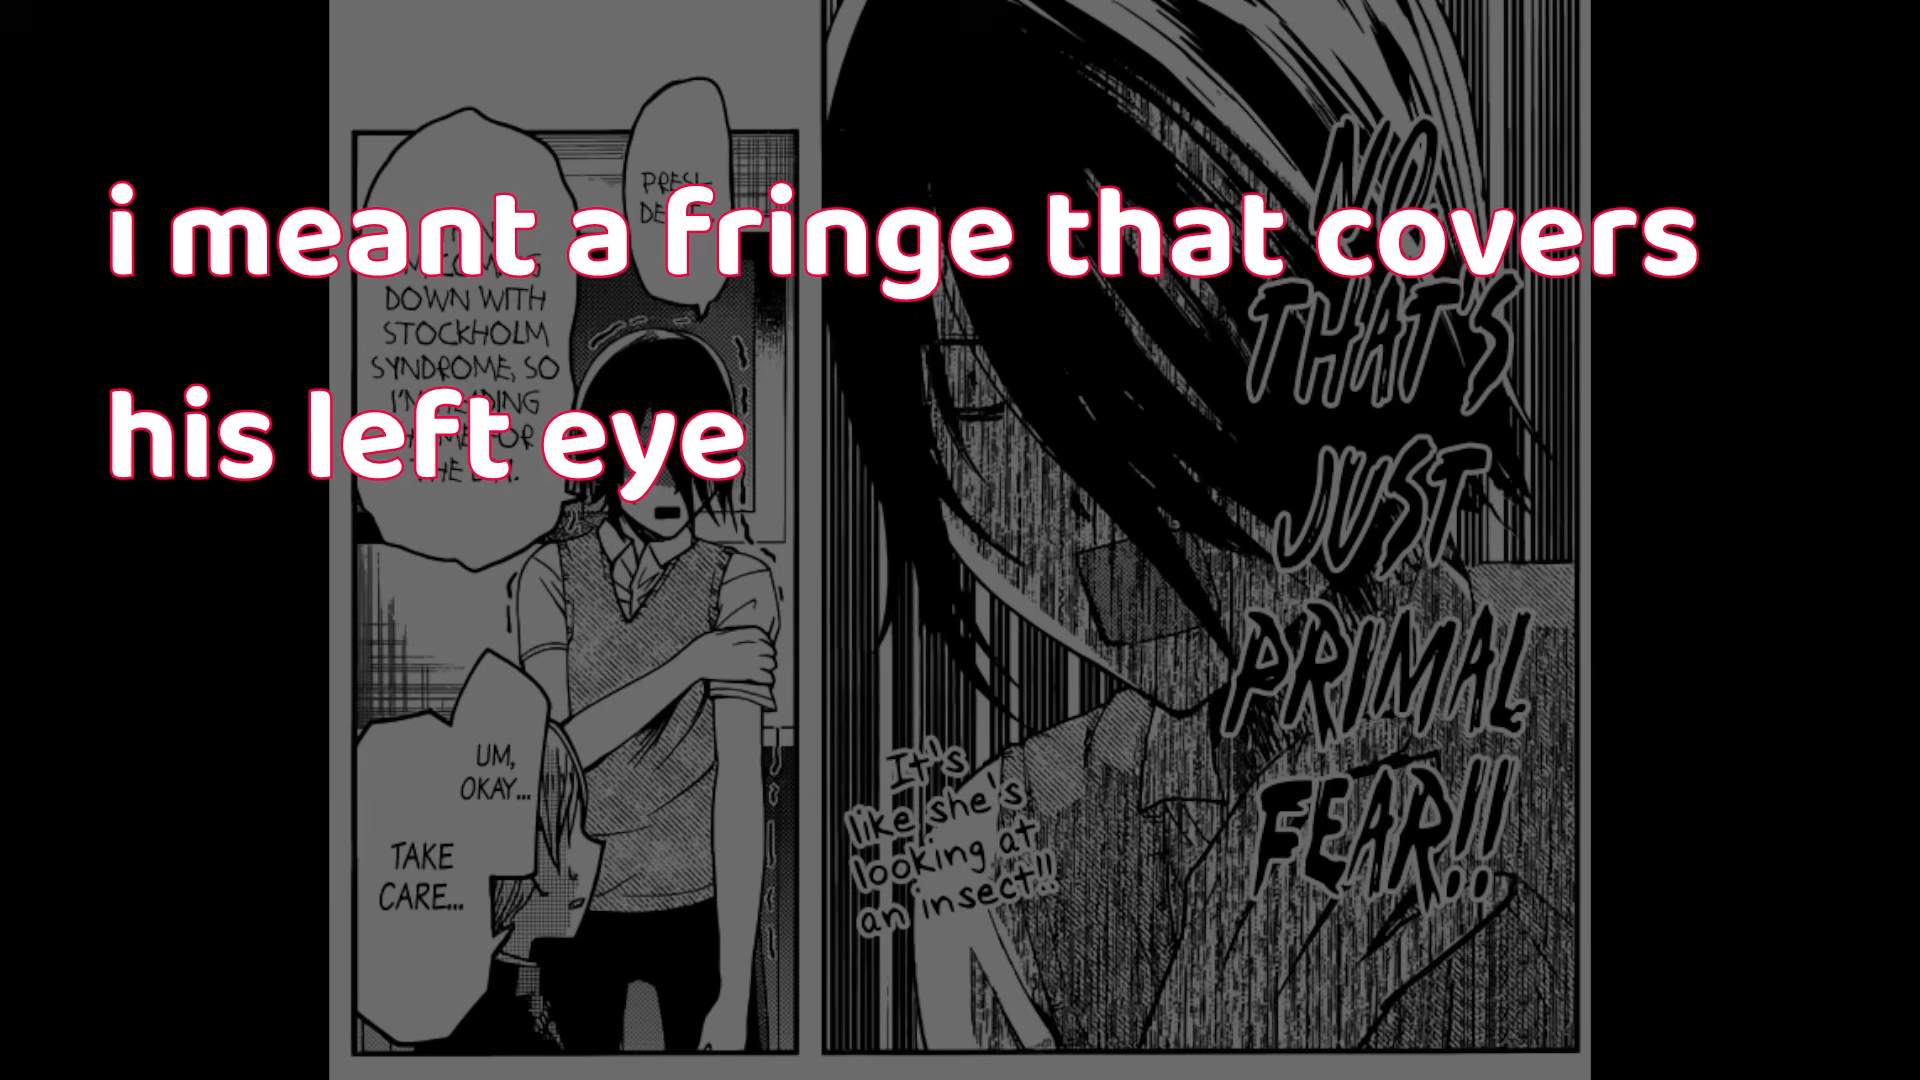 i meant a fringe that covers
his left eye
PRESI-
DE
DOWN WITH
STOCKHOLM
SYNDROME, SO
UM,
OKAY...
TAKE
CARE...
NO,
THAT'S
JUST
PRIMAL
FEAR!!
It's
like she's
looking at
an insect!!